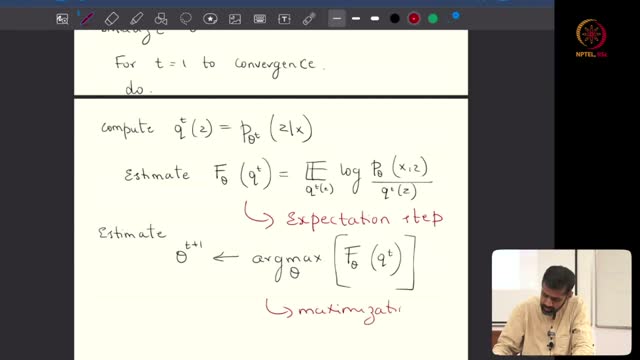 For t = 1 to convergence.
do.
compute q^t(z) = p_{θ^t}(z|x)
Estimate F_θ(q^t) = 𝔼_{q^t(z)} log p_θ(x,z) / q^t(z)
↳ Expectation step
Estimate
θ^{t+1} ← argmax_θ [F_θ(q^t)]
↳ maximizati
NPTEL